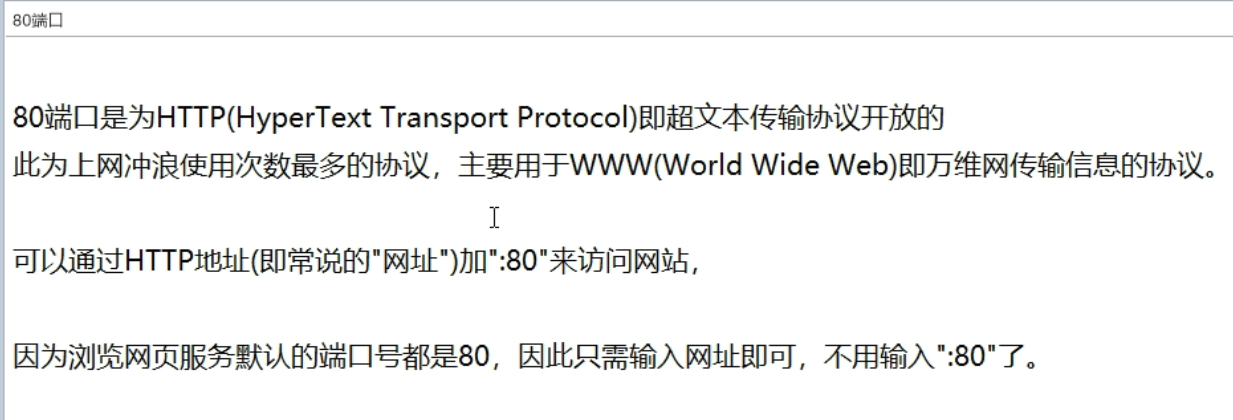 80端口
80端口是为HTTP(HyperText Transport Protocol)即超文本传输协议开放的
此为上网冲浪使用次数最多的协议，主要用于WWW(World Wide Web)即万维网传输信息的协议。
可以通过HTTP地址(即常说的"网址")加":80"来访问网站，
因为浏览网页服务默认的端口号都是80，因此只需输入网址即可，不用输入":80"了。